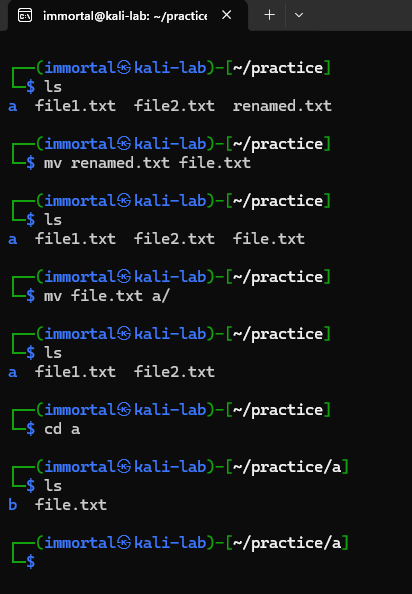 immortal@kali-lab: ~/practice
┌──(immortal㉿kali-lab)-[~/practice]
└─$ ls
a  file1.txt  file2.txt  renamed.txt
┌──(immortal㉿kali-lab)-[~/practice]
└─$ mv renamed.txt file.txt
┌──(immortal㉿kali-lab)-[~/practice]
└─$ ls
a  file1.txt  file2.txt  file.txt
┌──(immortal㉿kali-lab)-[~/practice]
└─$ mv file.txt a/
┌──(immortal㉿kali-lab)-[~/practice]
└─$ ls
a  file1.txt  file2.txt
┌──(immortal㉿kali-lab)-[~/practice]
└─$ cd a
┌──(immortal㉿kali-lab)-[~/practice/a]
└─$ ls
b  file.txt
┌──(immortal㉿kali-lab)-[~/practice/a]
└─$